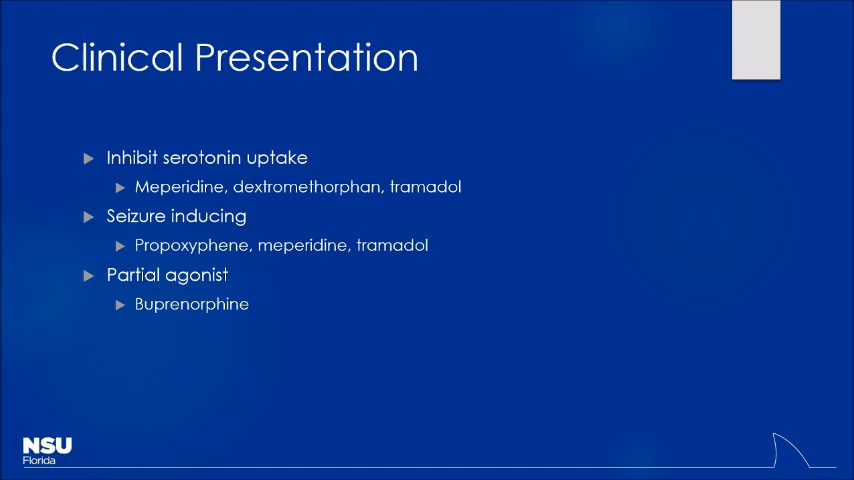 Clinical Presentation
Inhibit serotonin uptake
Meperidine, dextromethorphan, tramadol
Seizure inducing
Propoxyphene, meperidine, tramadol
Partial agonist
Buprenorphine
NSU
Florida